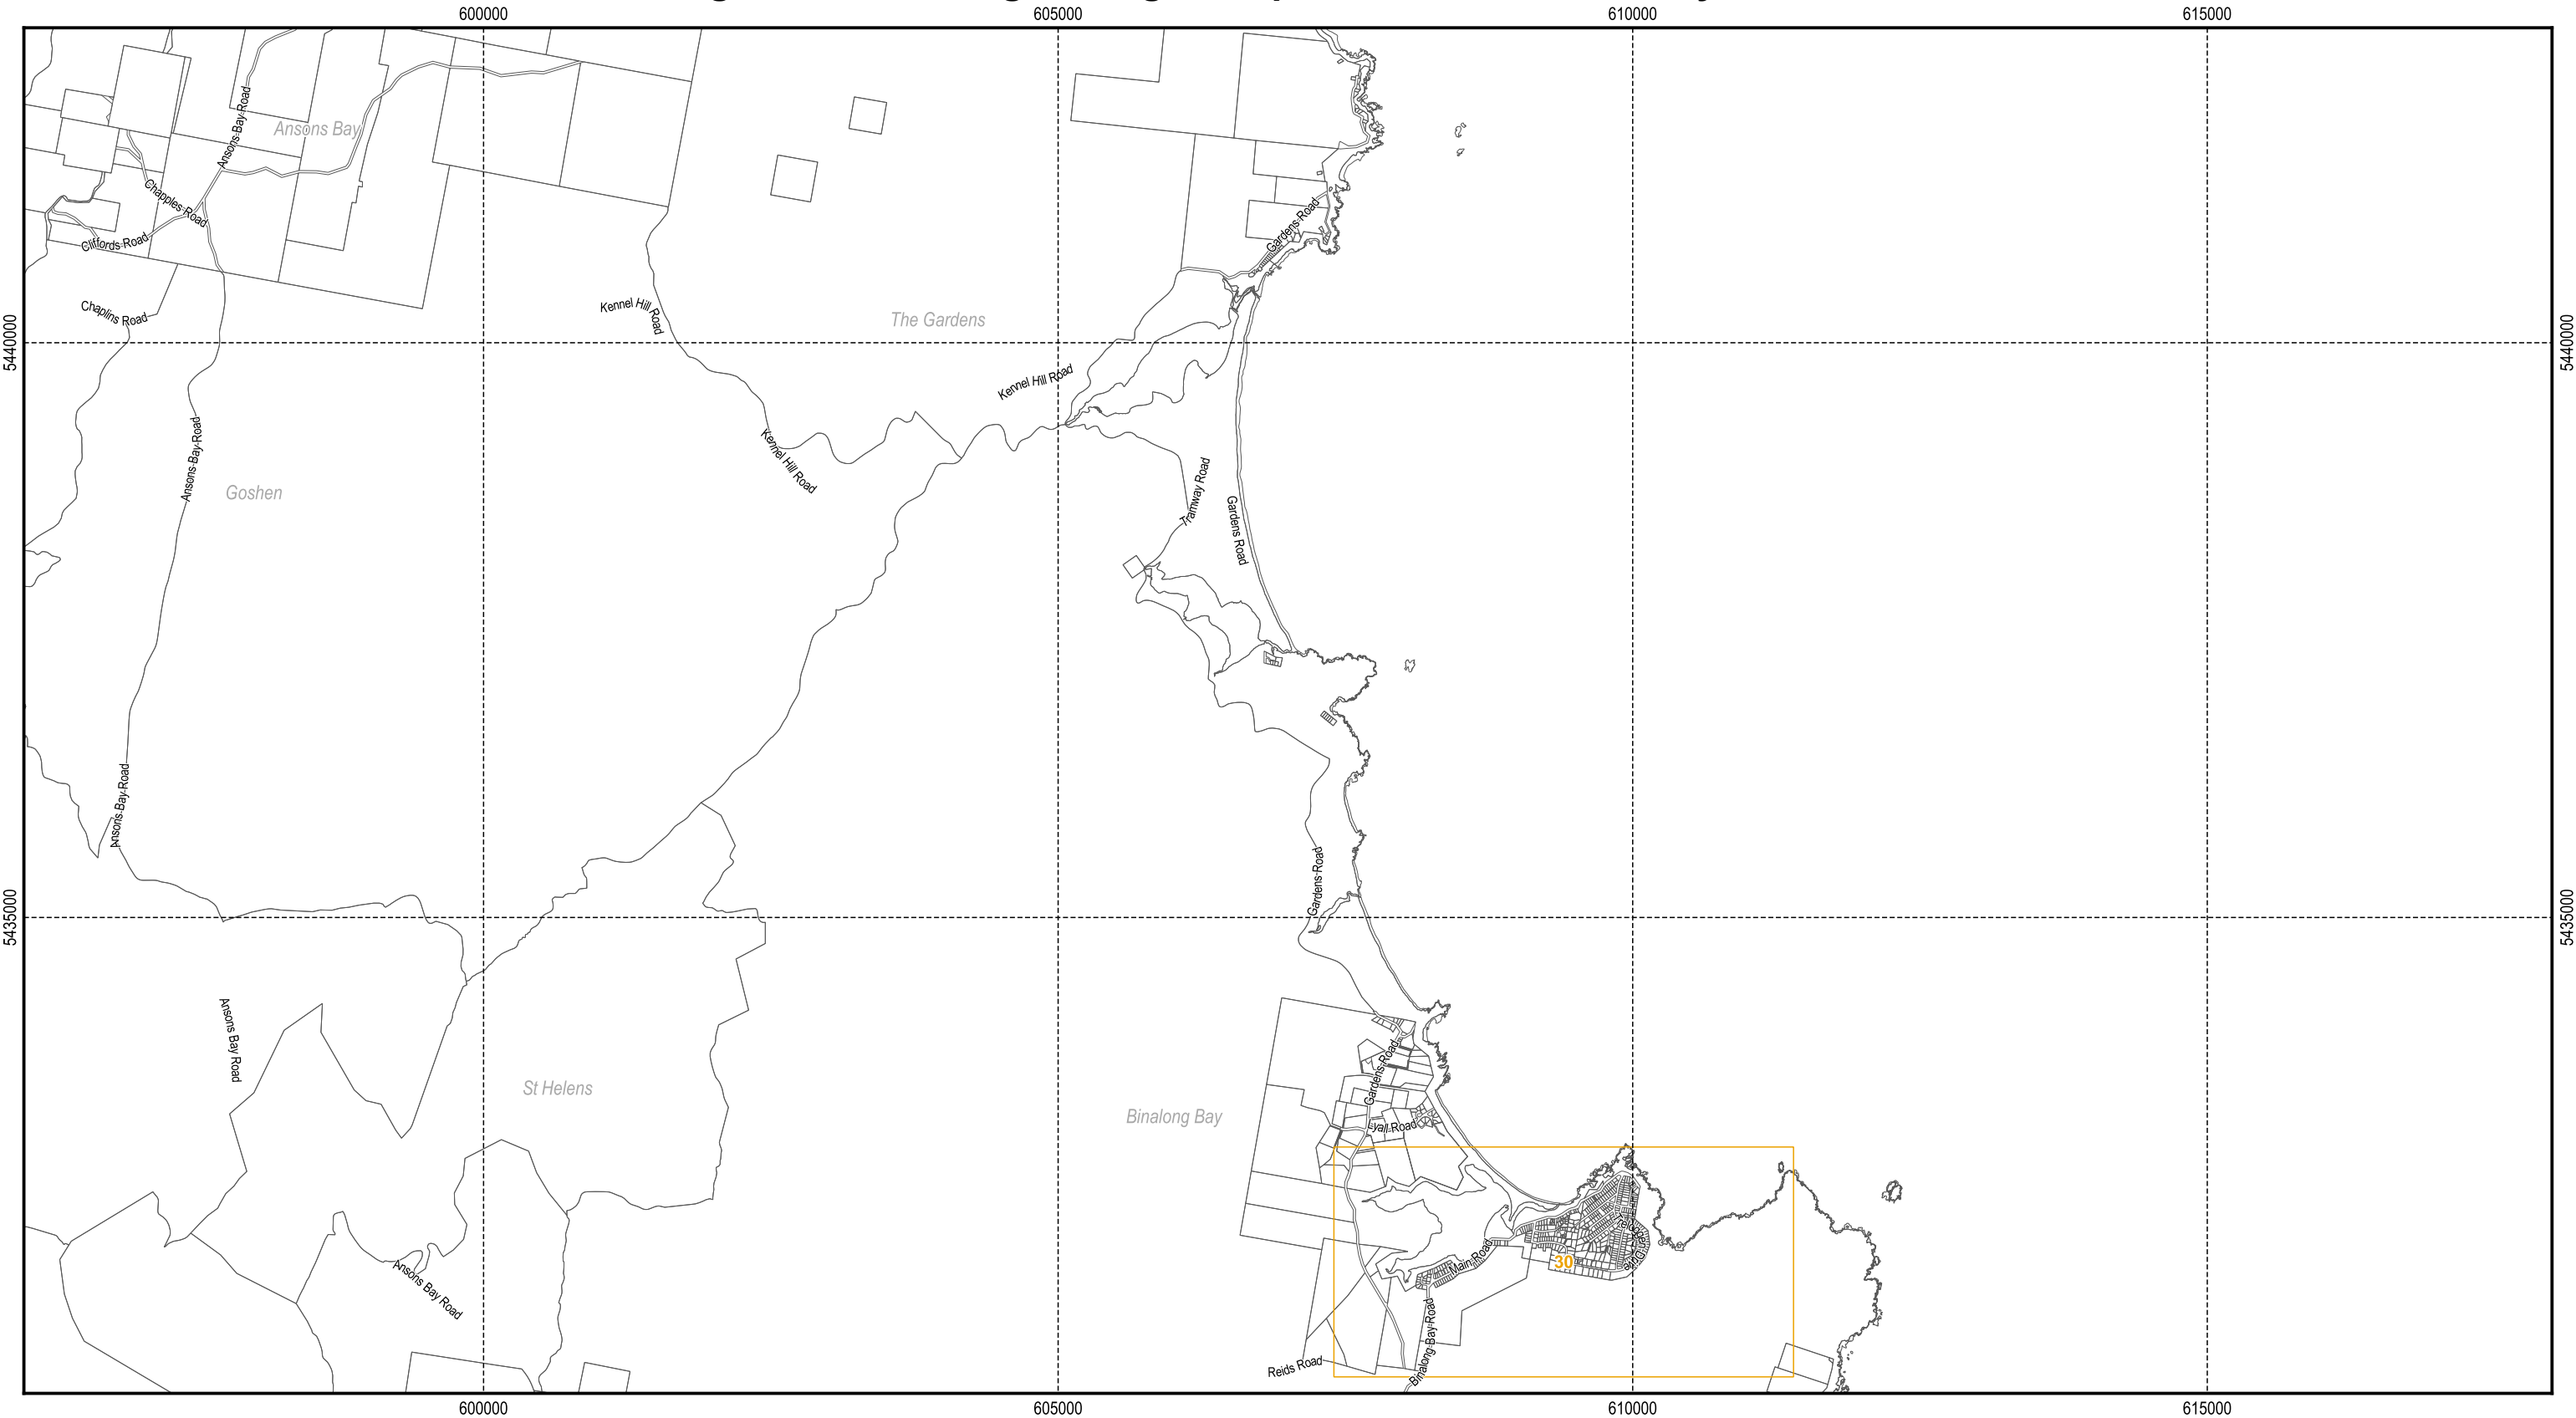 600000 605000 610000 615000
Ansons Bay Road
Ansons Bay
Chapples Road
Cliffords Road
Gardens Road
Chaplins Road
Kennel Hill Road
The Gardens
5440000
5440000
Kennel Hill Road
Ansons Bay Road
Kennel Hill Road
Goshen
Tramway Road
Gardens Road
Ansons Bay Road
Gardens Road
5435000
5435000
Ansons Bay Road
St Helens
Gardens Road
Binalong Bay
Lyall Road
Main Road
30
Ansons Bay Road
Binalong Bay Road
Reids Road
600000 605000 610000 615000